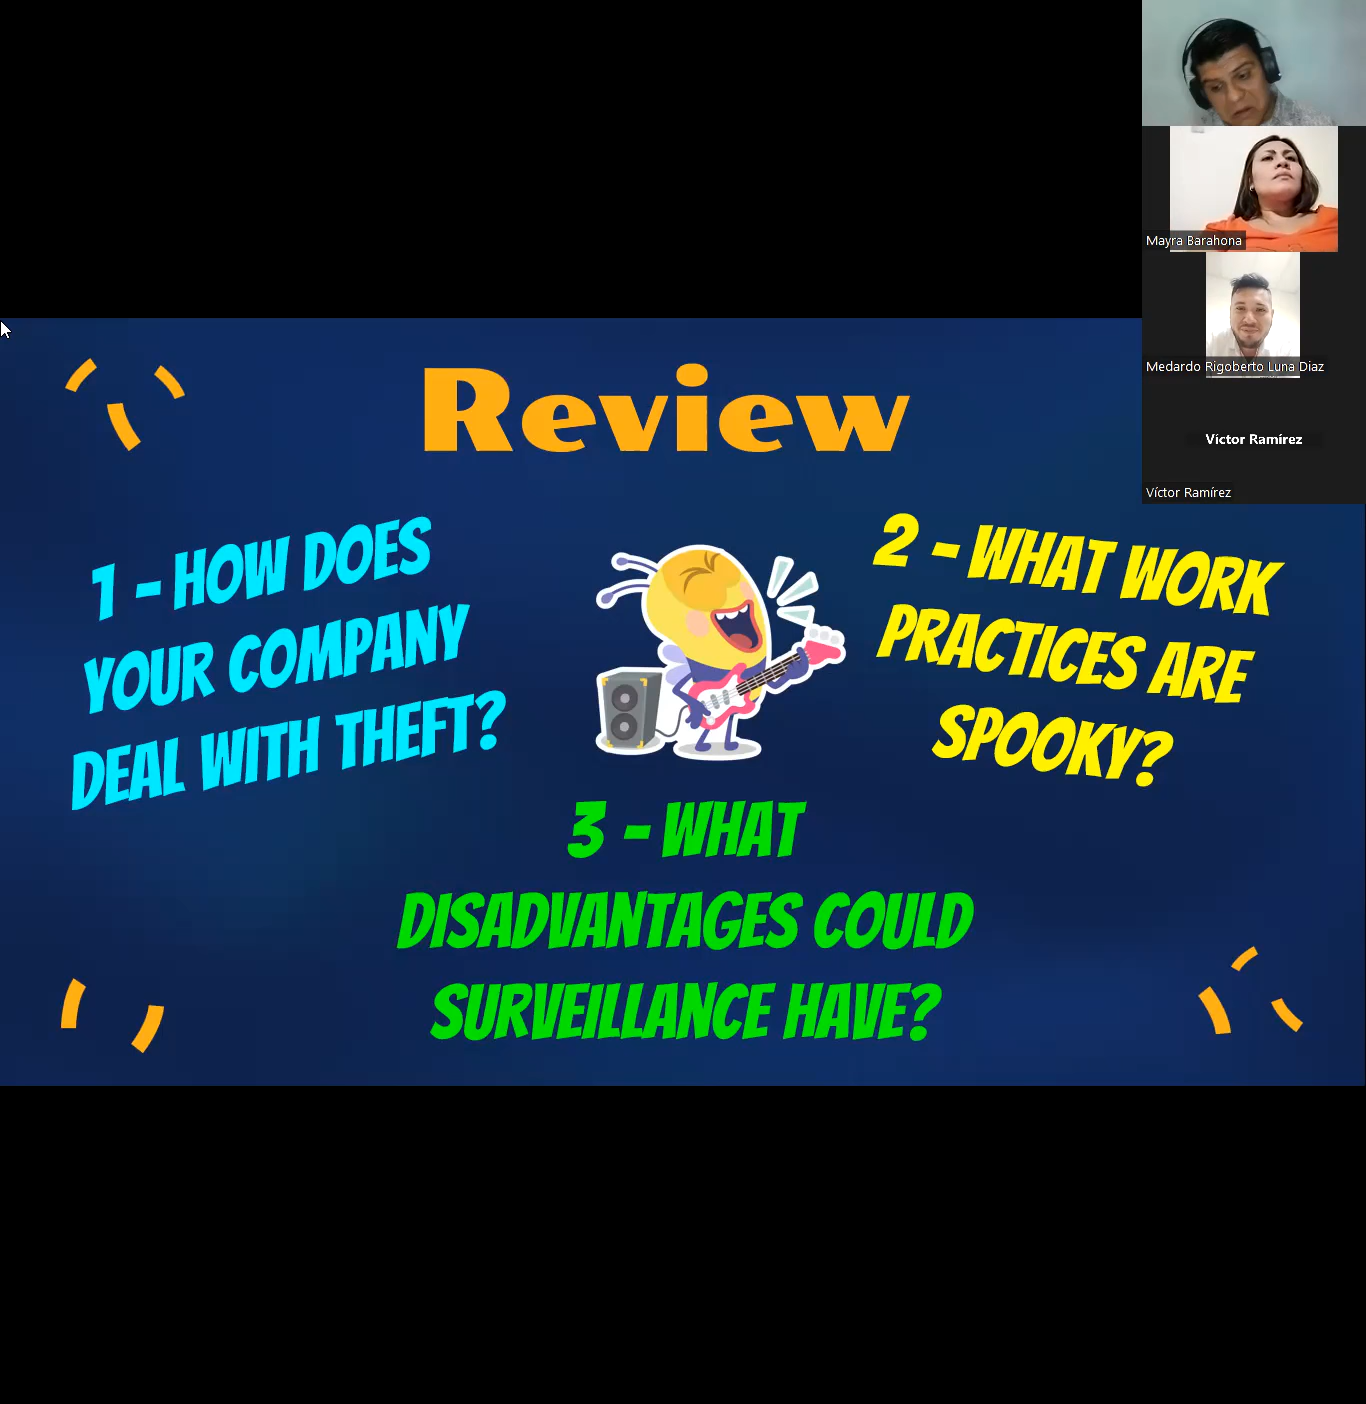 Mayra Barahona
Medardo Rigoberto Luna Diaz
Víctor Ramírez
Víctor Ramírez
Review
1 - HOW DOES
YOUR COMPANY
DEAL WITH THEFT?
2 - WHAT WORK
PRACTICES ARE
SPOOKY?
3 - WHAT
DISADVANTAGES COULD
SURVEILLANCE HAVE?